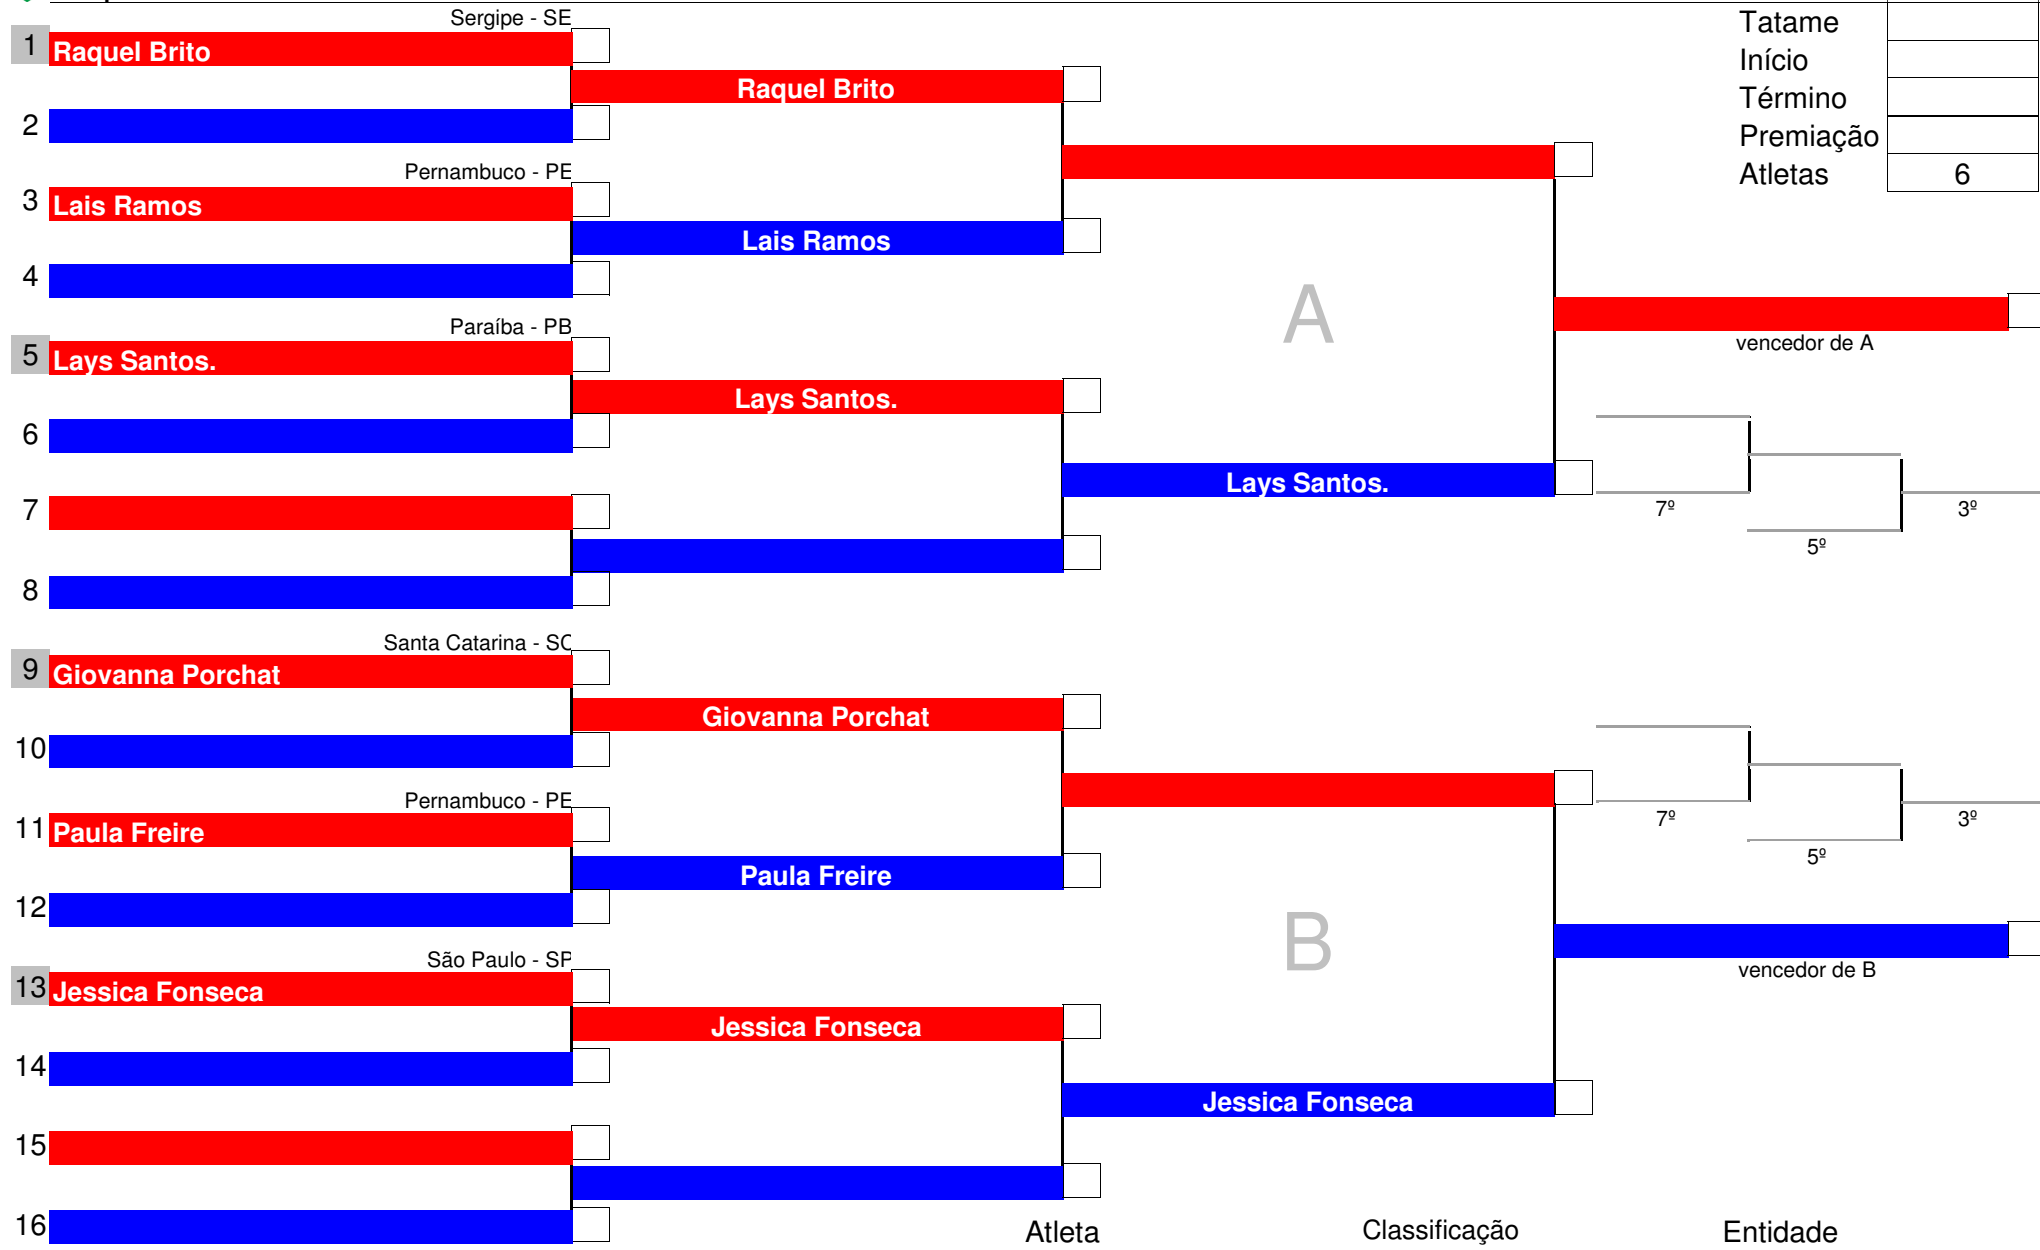 Sergipe - SE
Tatame
1 Raquel Brito
Início
Raquel Brito
Término
2
Premiação
Pernambuco - PE
Atletas 6
3 Lais Ramos
Lais Ramos
4
A
Paraíba - PB
vencedor de A
5 Lays Santos.
Lays Santos.
6
Lays Santos.
7
7º 3º
5º
8
Santa Catarina - SC
9 Giovanna Porchat
Giovanna Porchat
10
Pernambuco - PE
7º 3º
11 Paula Freire
5º
Paula Freire
12
B
São Paulo - SP
vencedor de B
13 Jessica Fonseca
Jessica Fonseca
14
Jessica Fonseca
15
16
Atleta Classificação Entidade